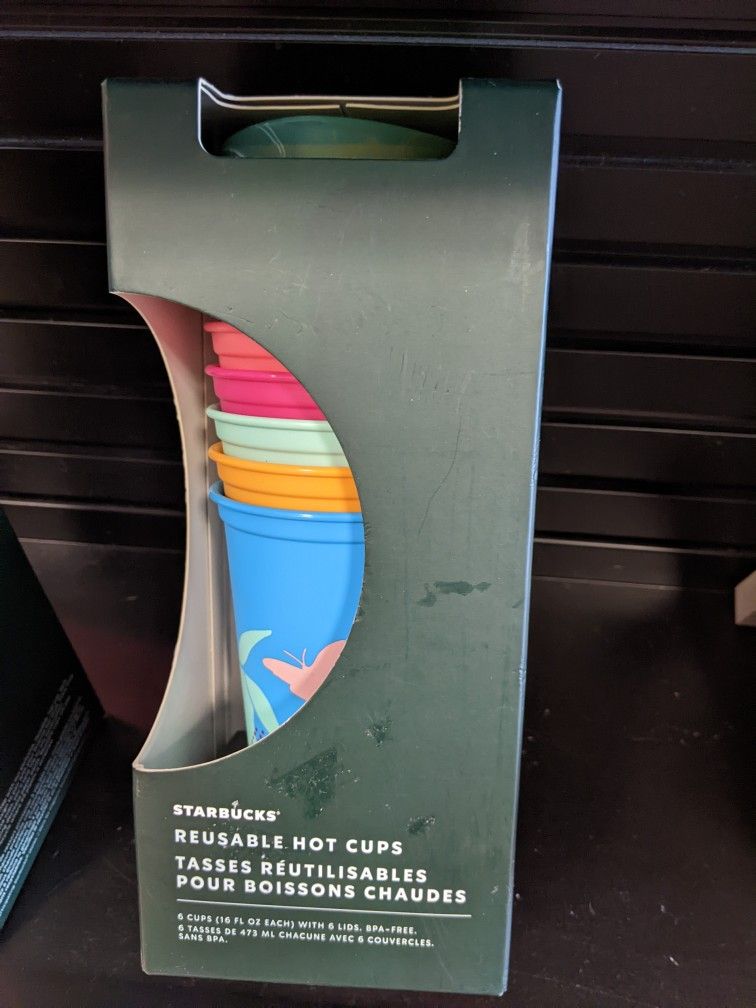 STARBUCKS®
REUSABLE HOT CUPS
TASSES RÉUTILISABLES
POUR BOISSONS CHAUDES
6 CUPS (16 FL OZ EACH) WITH 6 LIDS. BPA-FREE.
6 TASSES DE 473 ML CHACUNE AVEC 6 COUVERCLES.
SANS BPA.